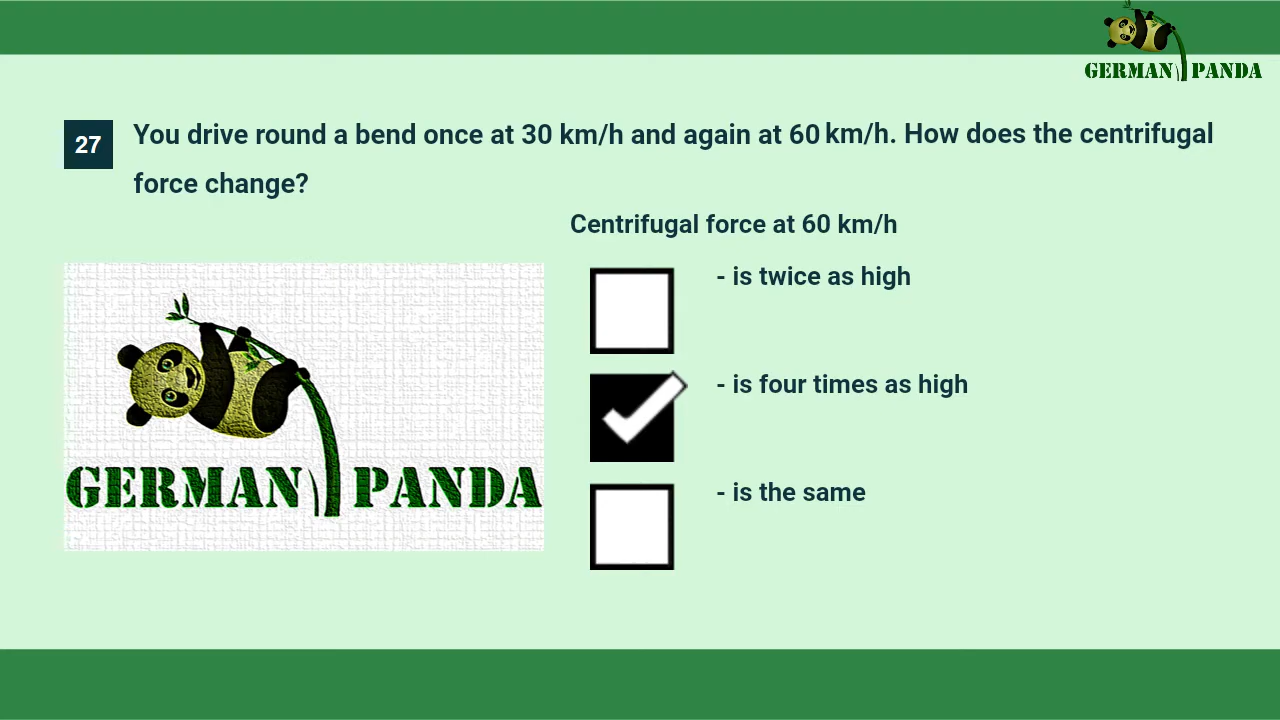 GERMAN PANDA
27
You drive round a bend once at 30 km/h and again at 60 km/h. How does the centrifugal
force change?
Centrifugal force at 60 km/h
- is twice as high
- is four times as high
- is the same
GERMAN PANDA